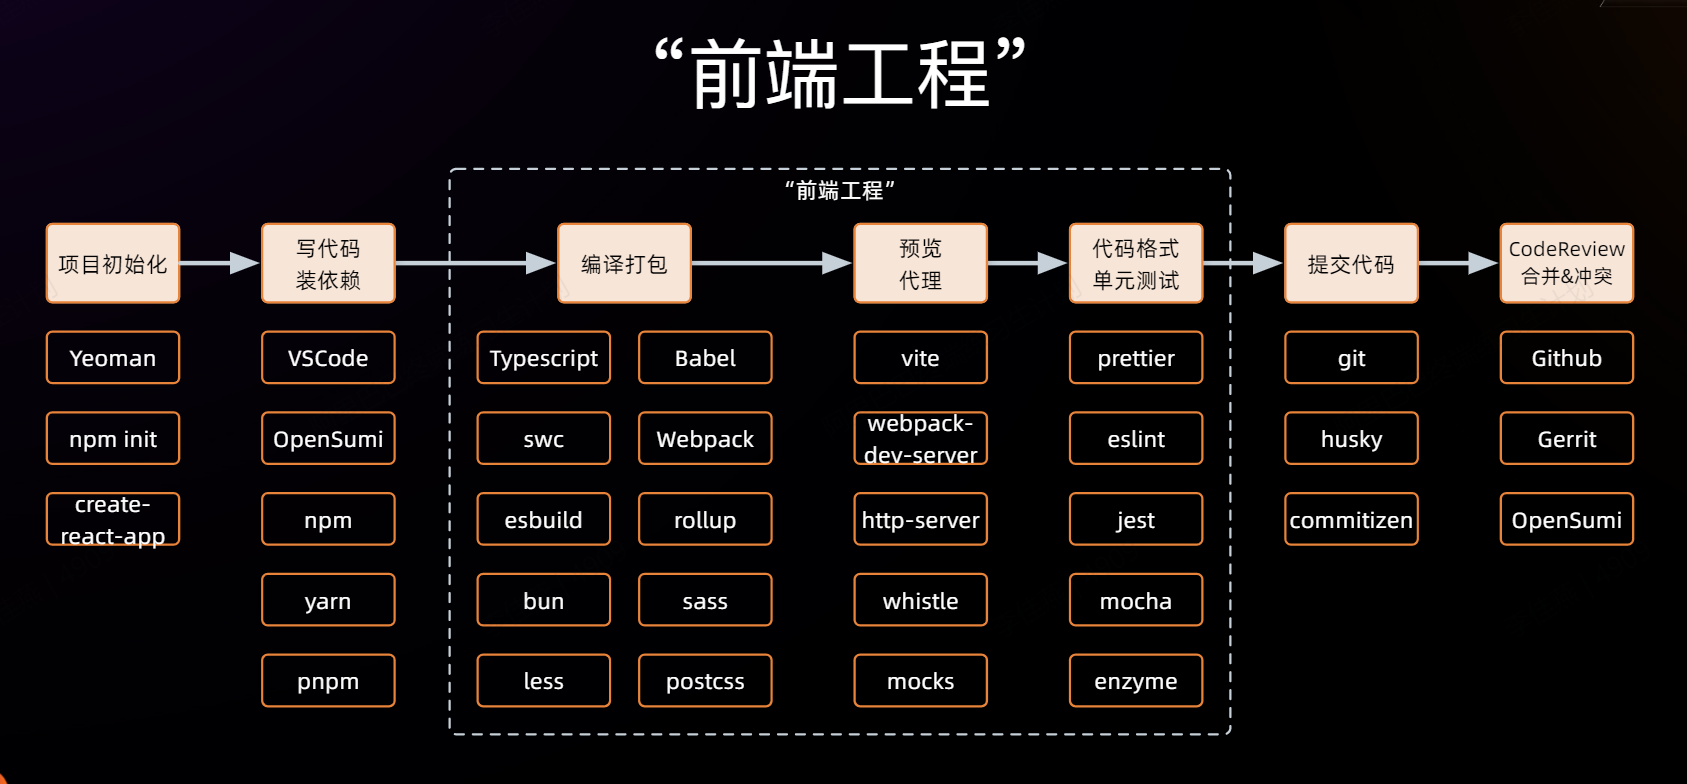 “前端工程”
“前端工程”
项目初始化
写代码
装依赖
编译打包
预览
代理
代码格式
单元测试
提交代码
CodeReview
合并&冲突
Yeoman
npm init
create-
react-app
VSCode
OpenSumi
npm
yarn
pnpm
Typescript
swc
esbuild
bun
less
Babel
Webpack
rollup
sass
postcss
vite
webpack-
dev-server
http-server
whistle
mocks
prettier
eslint
jest
mocha
enzyme
git
husky
commitizen
Github
Gerrit
OpenSumi